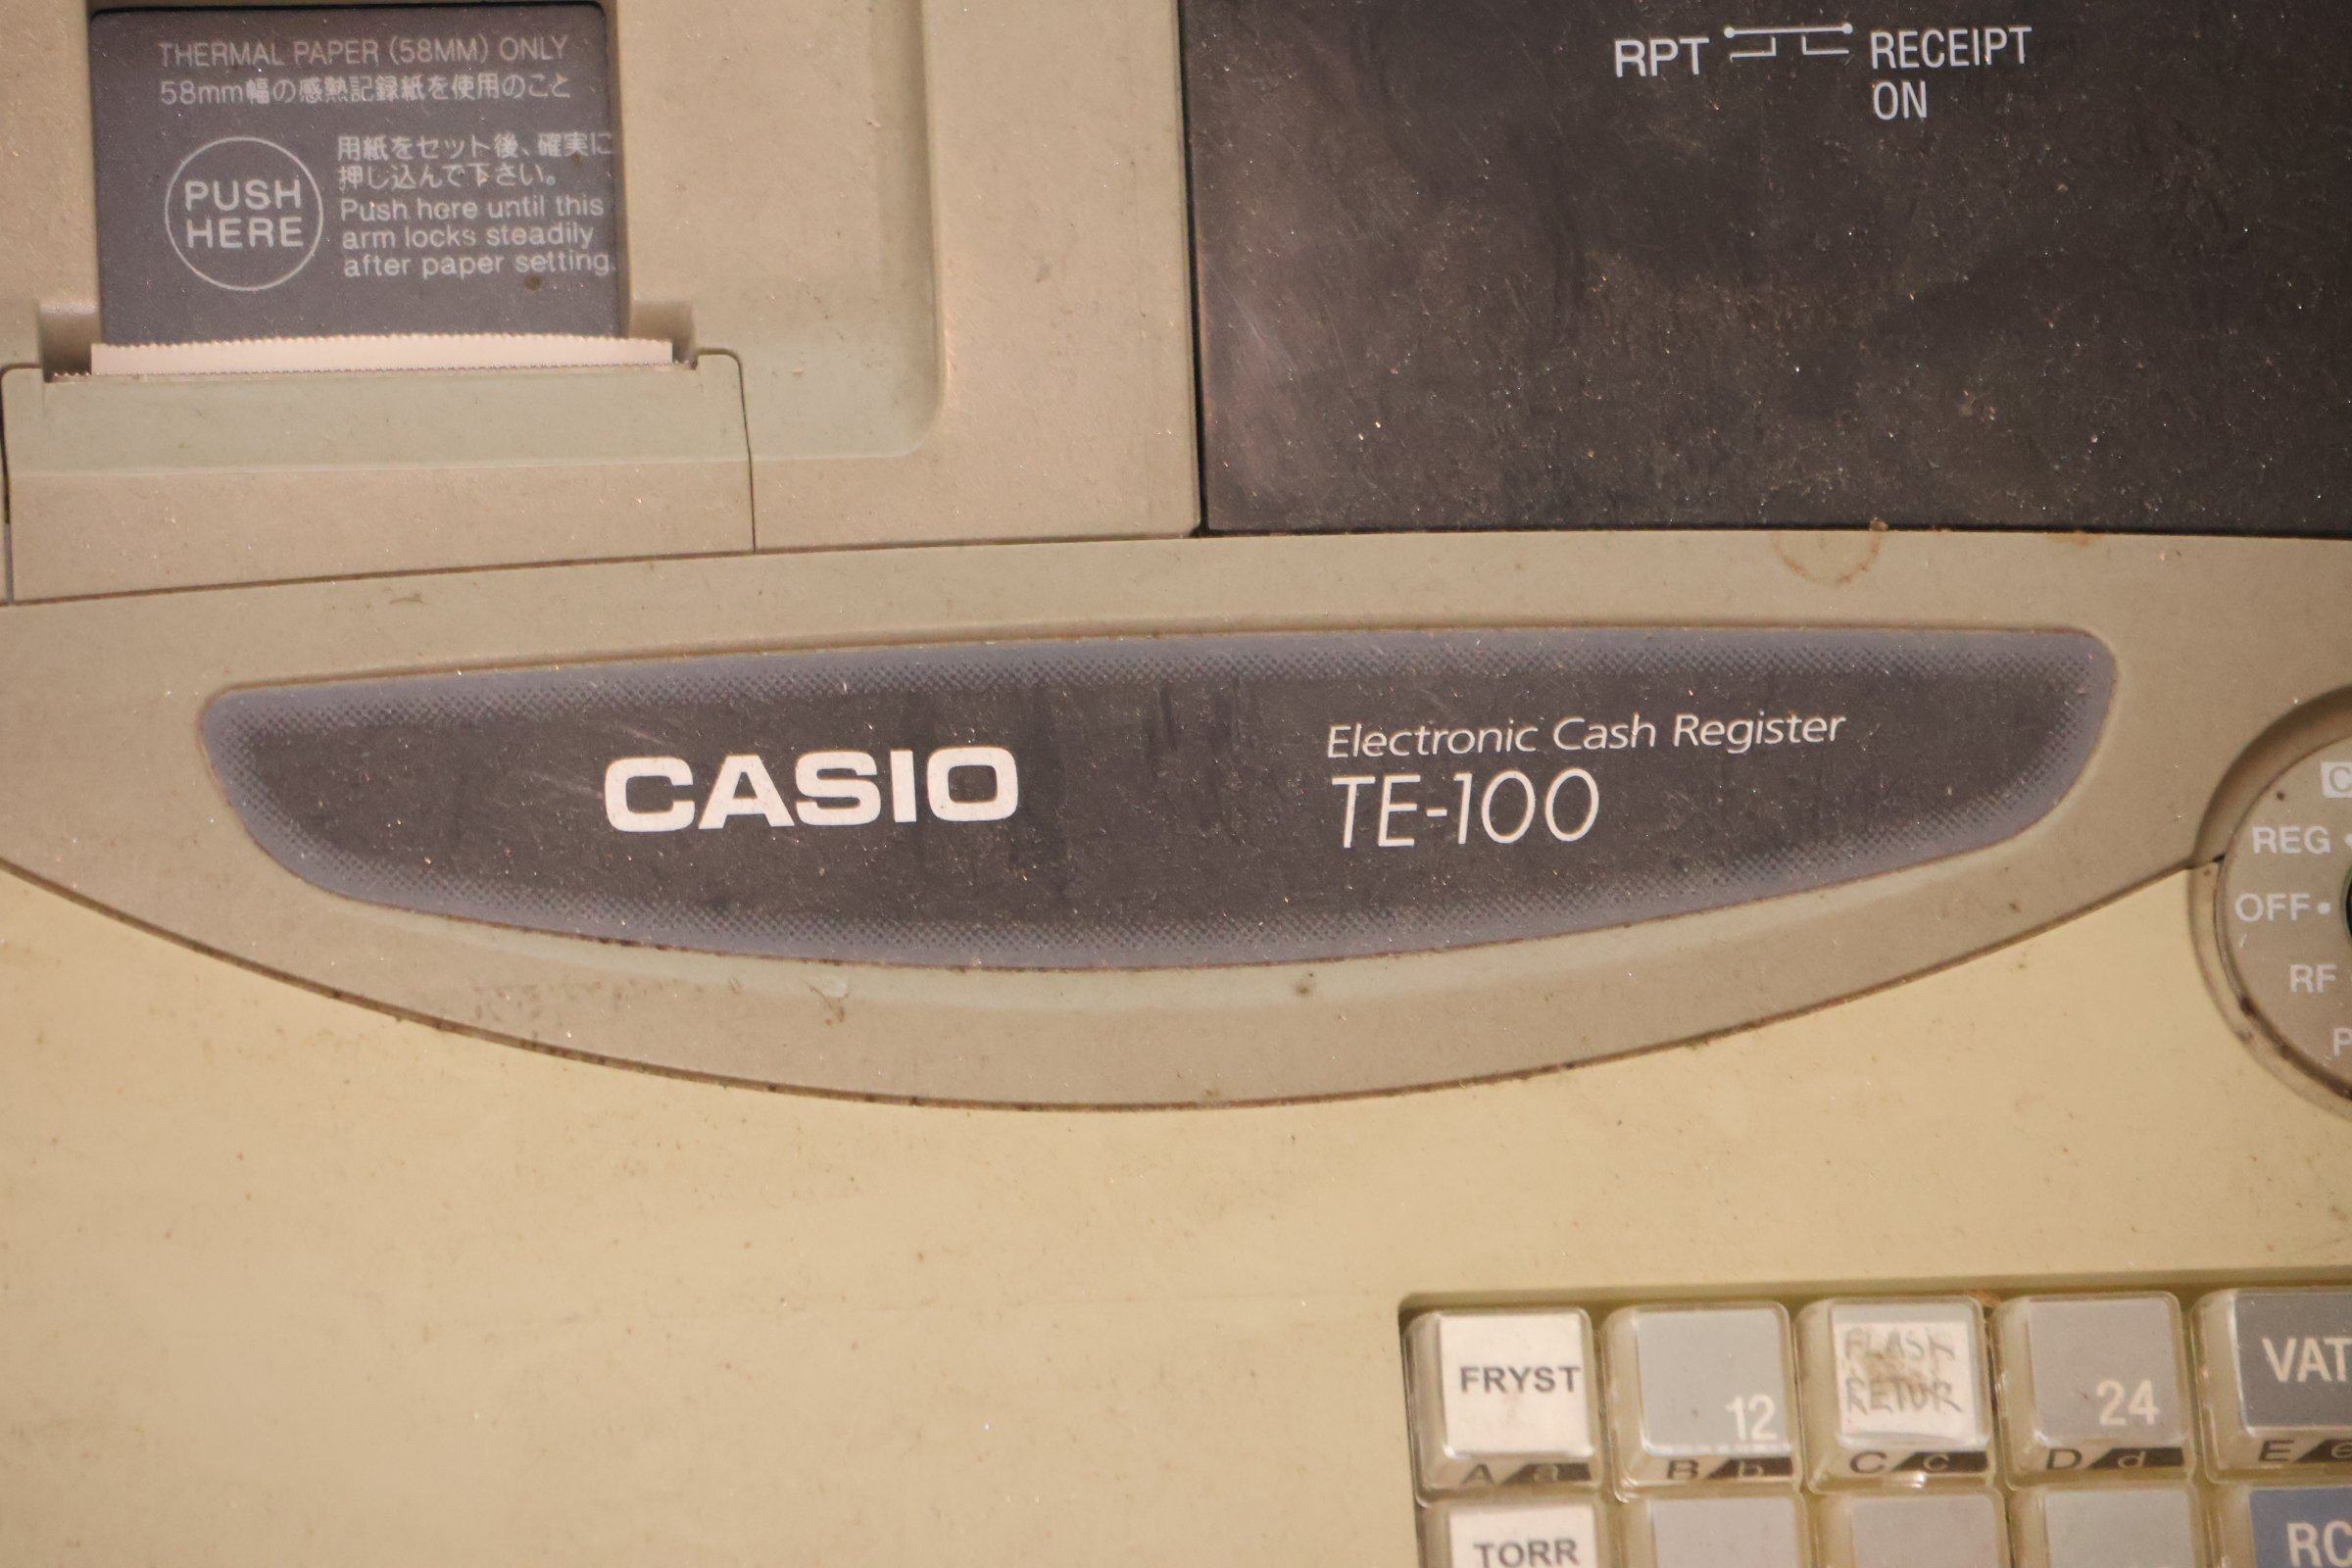 THERMAL PAPER (58MM) ONLY
58mm幅の感熱記録紙を使用のこと
PUSH
HERE
用紙をセット後、確実に
押し込んで下さい。
Push here until this
arm locks steadily
after paper setting.
RPT RECEIPT
ON
CASIO
Electronic Cash Register
TE-100
C
REG
OFF
RF
P
FRYST
12
FLASK
RETUR
24
VAT
A/a
B/b
C/c
D/d
E/e
TORR
RC